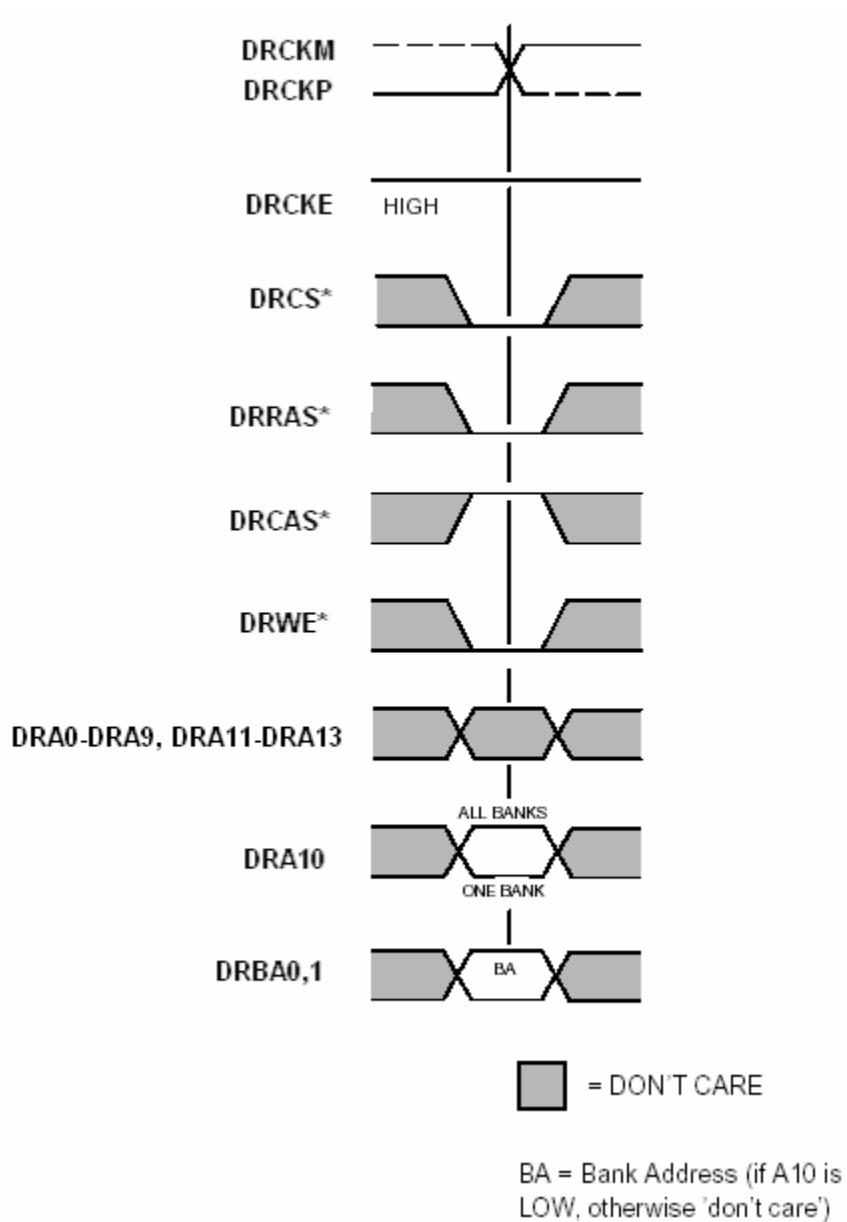 DRCKM
DRCKP
DRCKE HIGH
DRCS*
DRRAS*
DRCAS*
DRWE*
DRA0-DRA9, DRA11-DRA13
ALL BANKS
DRA10
ONE BANK
DRBA0,1 BA
= DON'T CARE
BA = Bank Address (if A10 is
LOW, otherwise 'don't care')